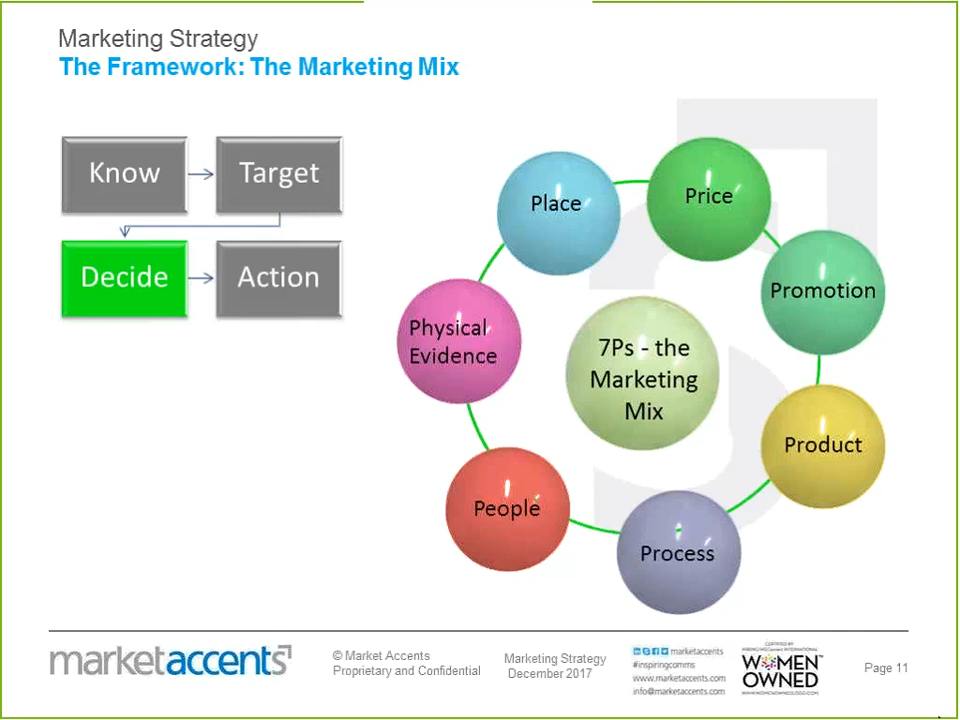 Marketing Strategy
The Framework: The Marketing Mix
Know
Target
Decide
Action
Place
Price
Promotion
Physical
Evidence
7Ps - the
Marketing
Mix
Product
People
Process
marketaccents
© Market Accents
Proprietary and Confidential
Marketing Strategy
December 2017
marketaccents
#inspiringcomms
www.marketaccents.com
info@marketaccents.com
CERTIFIED BY
WOMEN
OWNED
Page 11